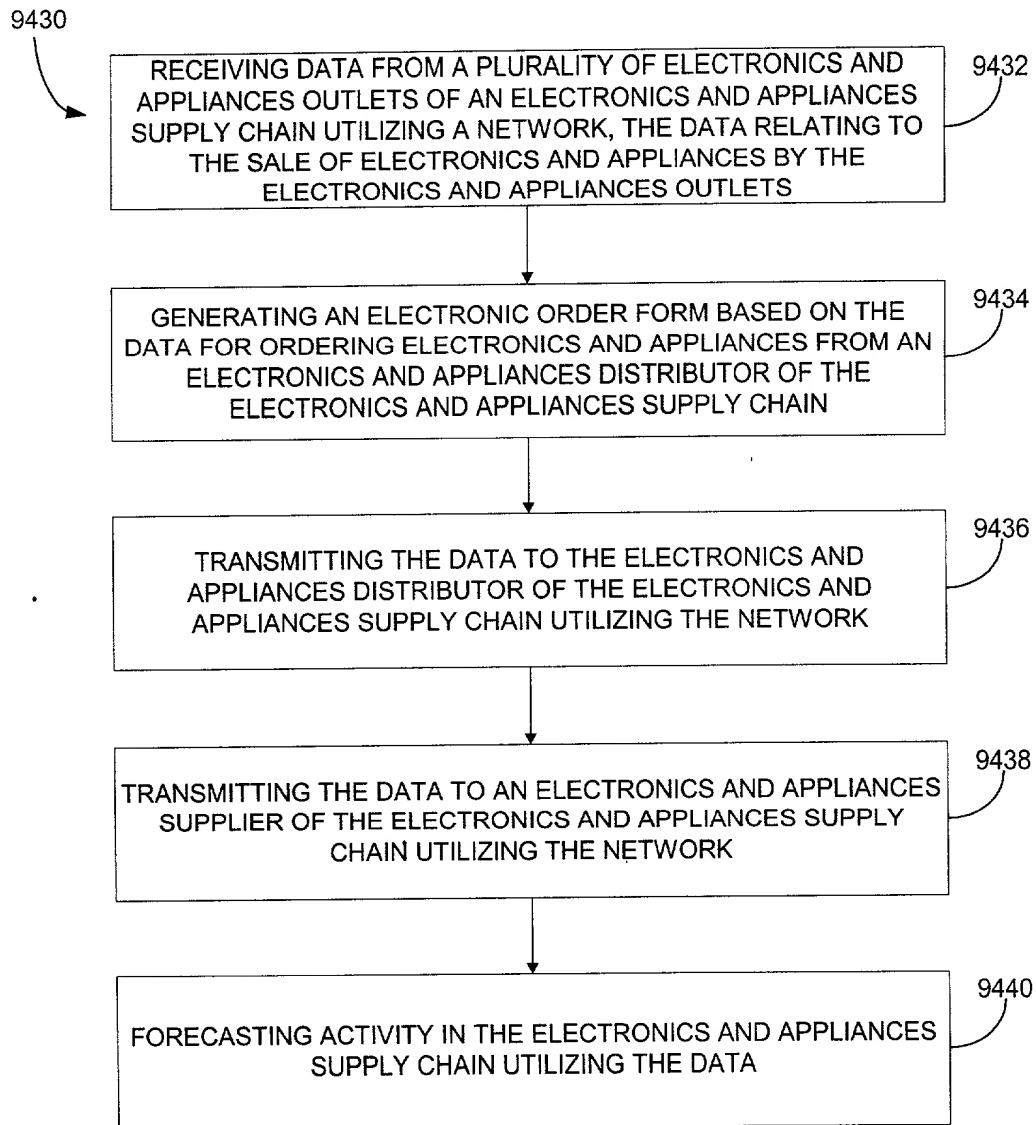 9430
RECEIVING DATA FROM A PLURALITY OF ELECTRONICS AND
APPLIANCES OUTLETS OF AN ELECTRONICS AND APPLIANCES
SUPPLY CHAIN UTILIZING A NETWORK, THE DATA RELATING TO
THE SALE OF ELECTRONICS AND APPLIANCES BY THE
ELECTRONICS AND APPLIANCES OUTLETS
9432
GENERATING AN ELECTRONIC ORDER FORM BASED ON THE
DATA FOR ORDERING ELECTRONICS AND APPLIANCES FROM AN
ELECTRONICS AND APPLIANCES DISTRIBUTOR OF THE
ELECTRONICS AND APPLIANCES SUPPLY CHAIN
9434
TRANSMITTING THE DATA TO THE ELECTRONICS AND
APPLIANCES DISTRIBUTOR OF THE ELECTRONICS AND
APPLIANCES SUPPLY CHAIN UTILIZING THE NETWORK
9436
TRANSMITTING THE DATA TO AN ELECTRONICS AND APPLIANCES
SUPPLIER OF THE ELECTRONICS AND APPLIANCES SUPPLY
CHAIN UTILIZING THE NETWORK
9438
FORECASTING ACTIVITY IN THE ELECTRONICS AND APPLIANCES
SUPPLY CHAIN UTILIZING THE DATA
9440